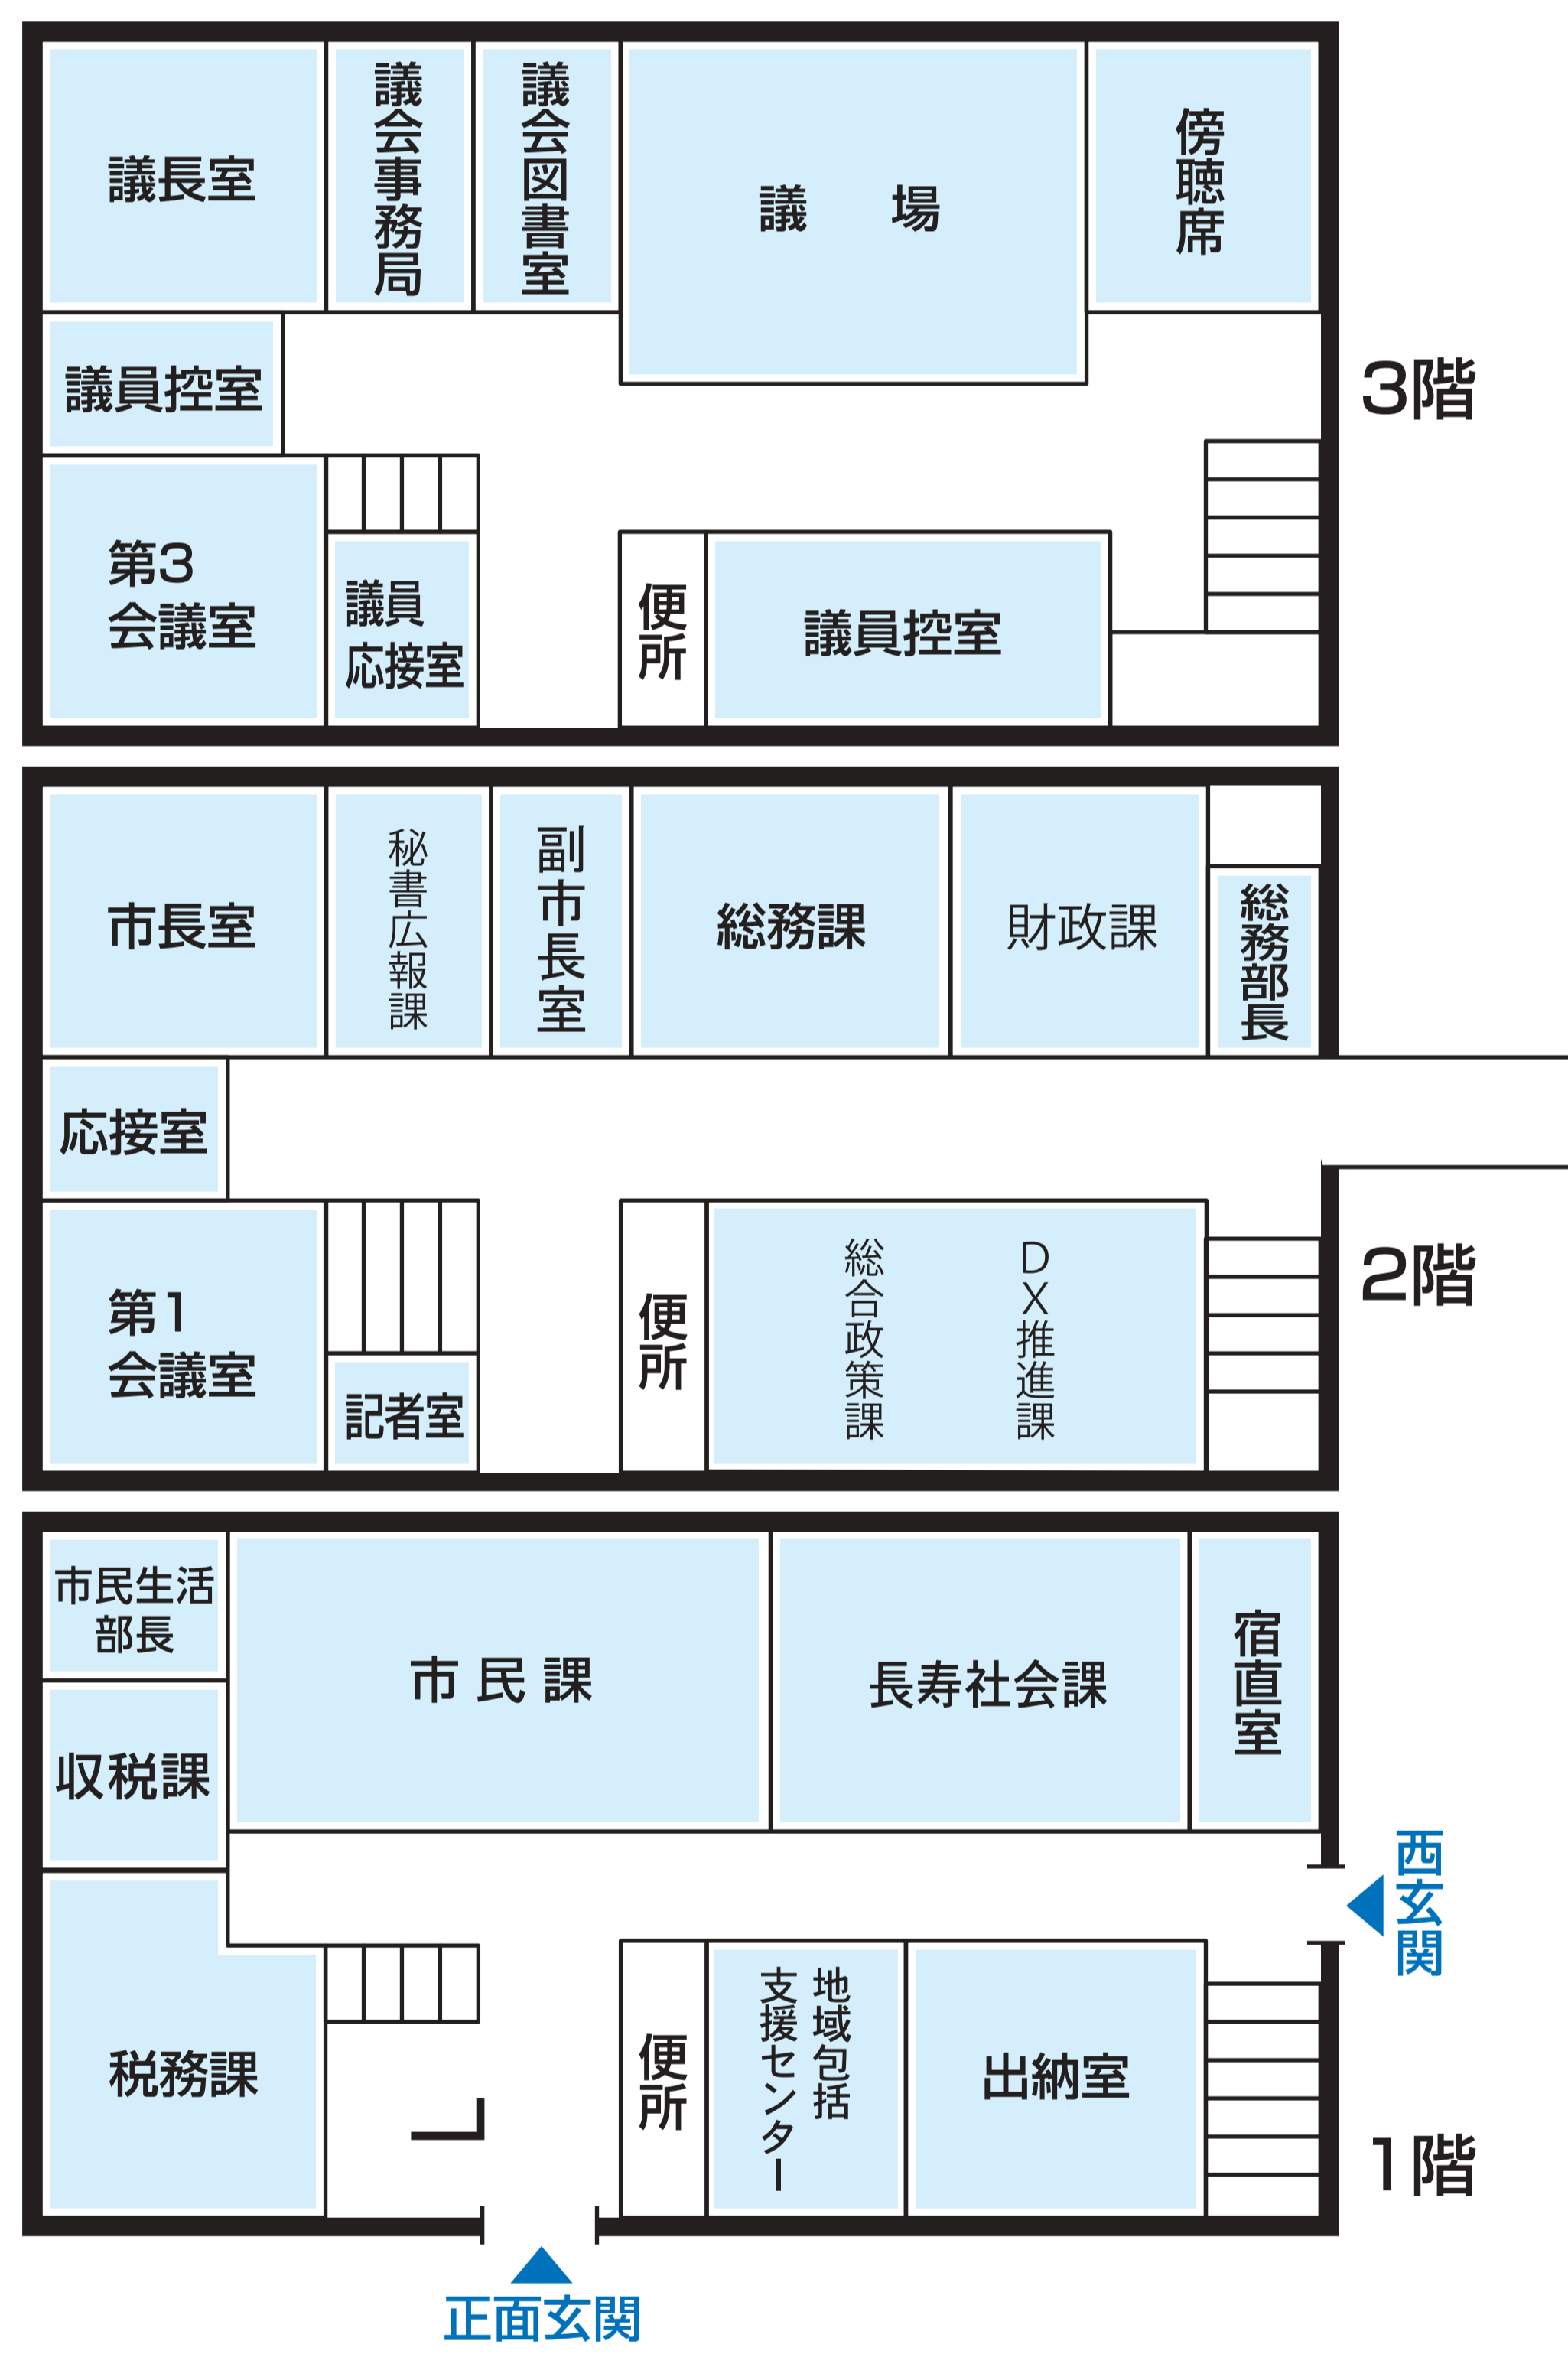 議長室
議会事務局
議会図書室
議　場
傍聴席
3階
議員控室
第3
会議室
議員
応接室
便所
議員控室
市長室
秘書広報課
副市長室
総務課
財政課
総務部長
応接室
2階
第1
会議室
記者室
便所
総合政策課
DX推進課
市民生活
部長
市 民 課
長寿社会課
宿直室
収税課
西玄関
税務課
便所
地域包括
支援センター
出納室
1階
正面玄関